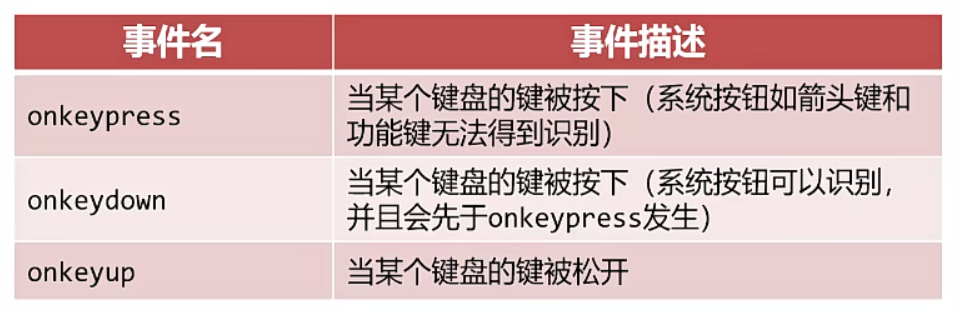 事件名 事件描述
onkeypress 当某个键盘的键被按下（系统按钮如箭头键和
功能键无法得到识别）
onkeydown 当某个键盘的键被按下（系统按钮可以识别，
并且会先于onkeypress发生）
onkeyup 当某个键盘的键被松开